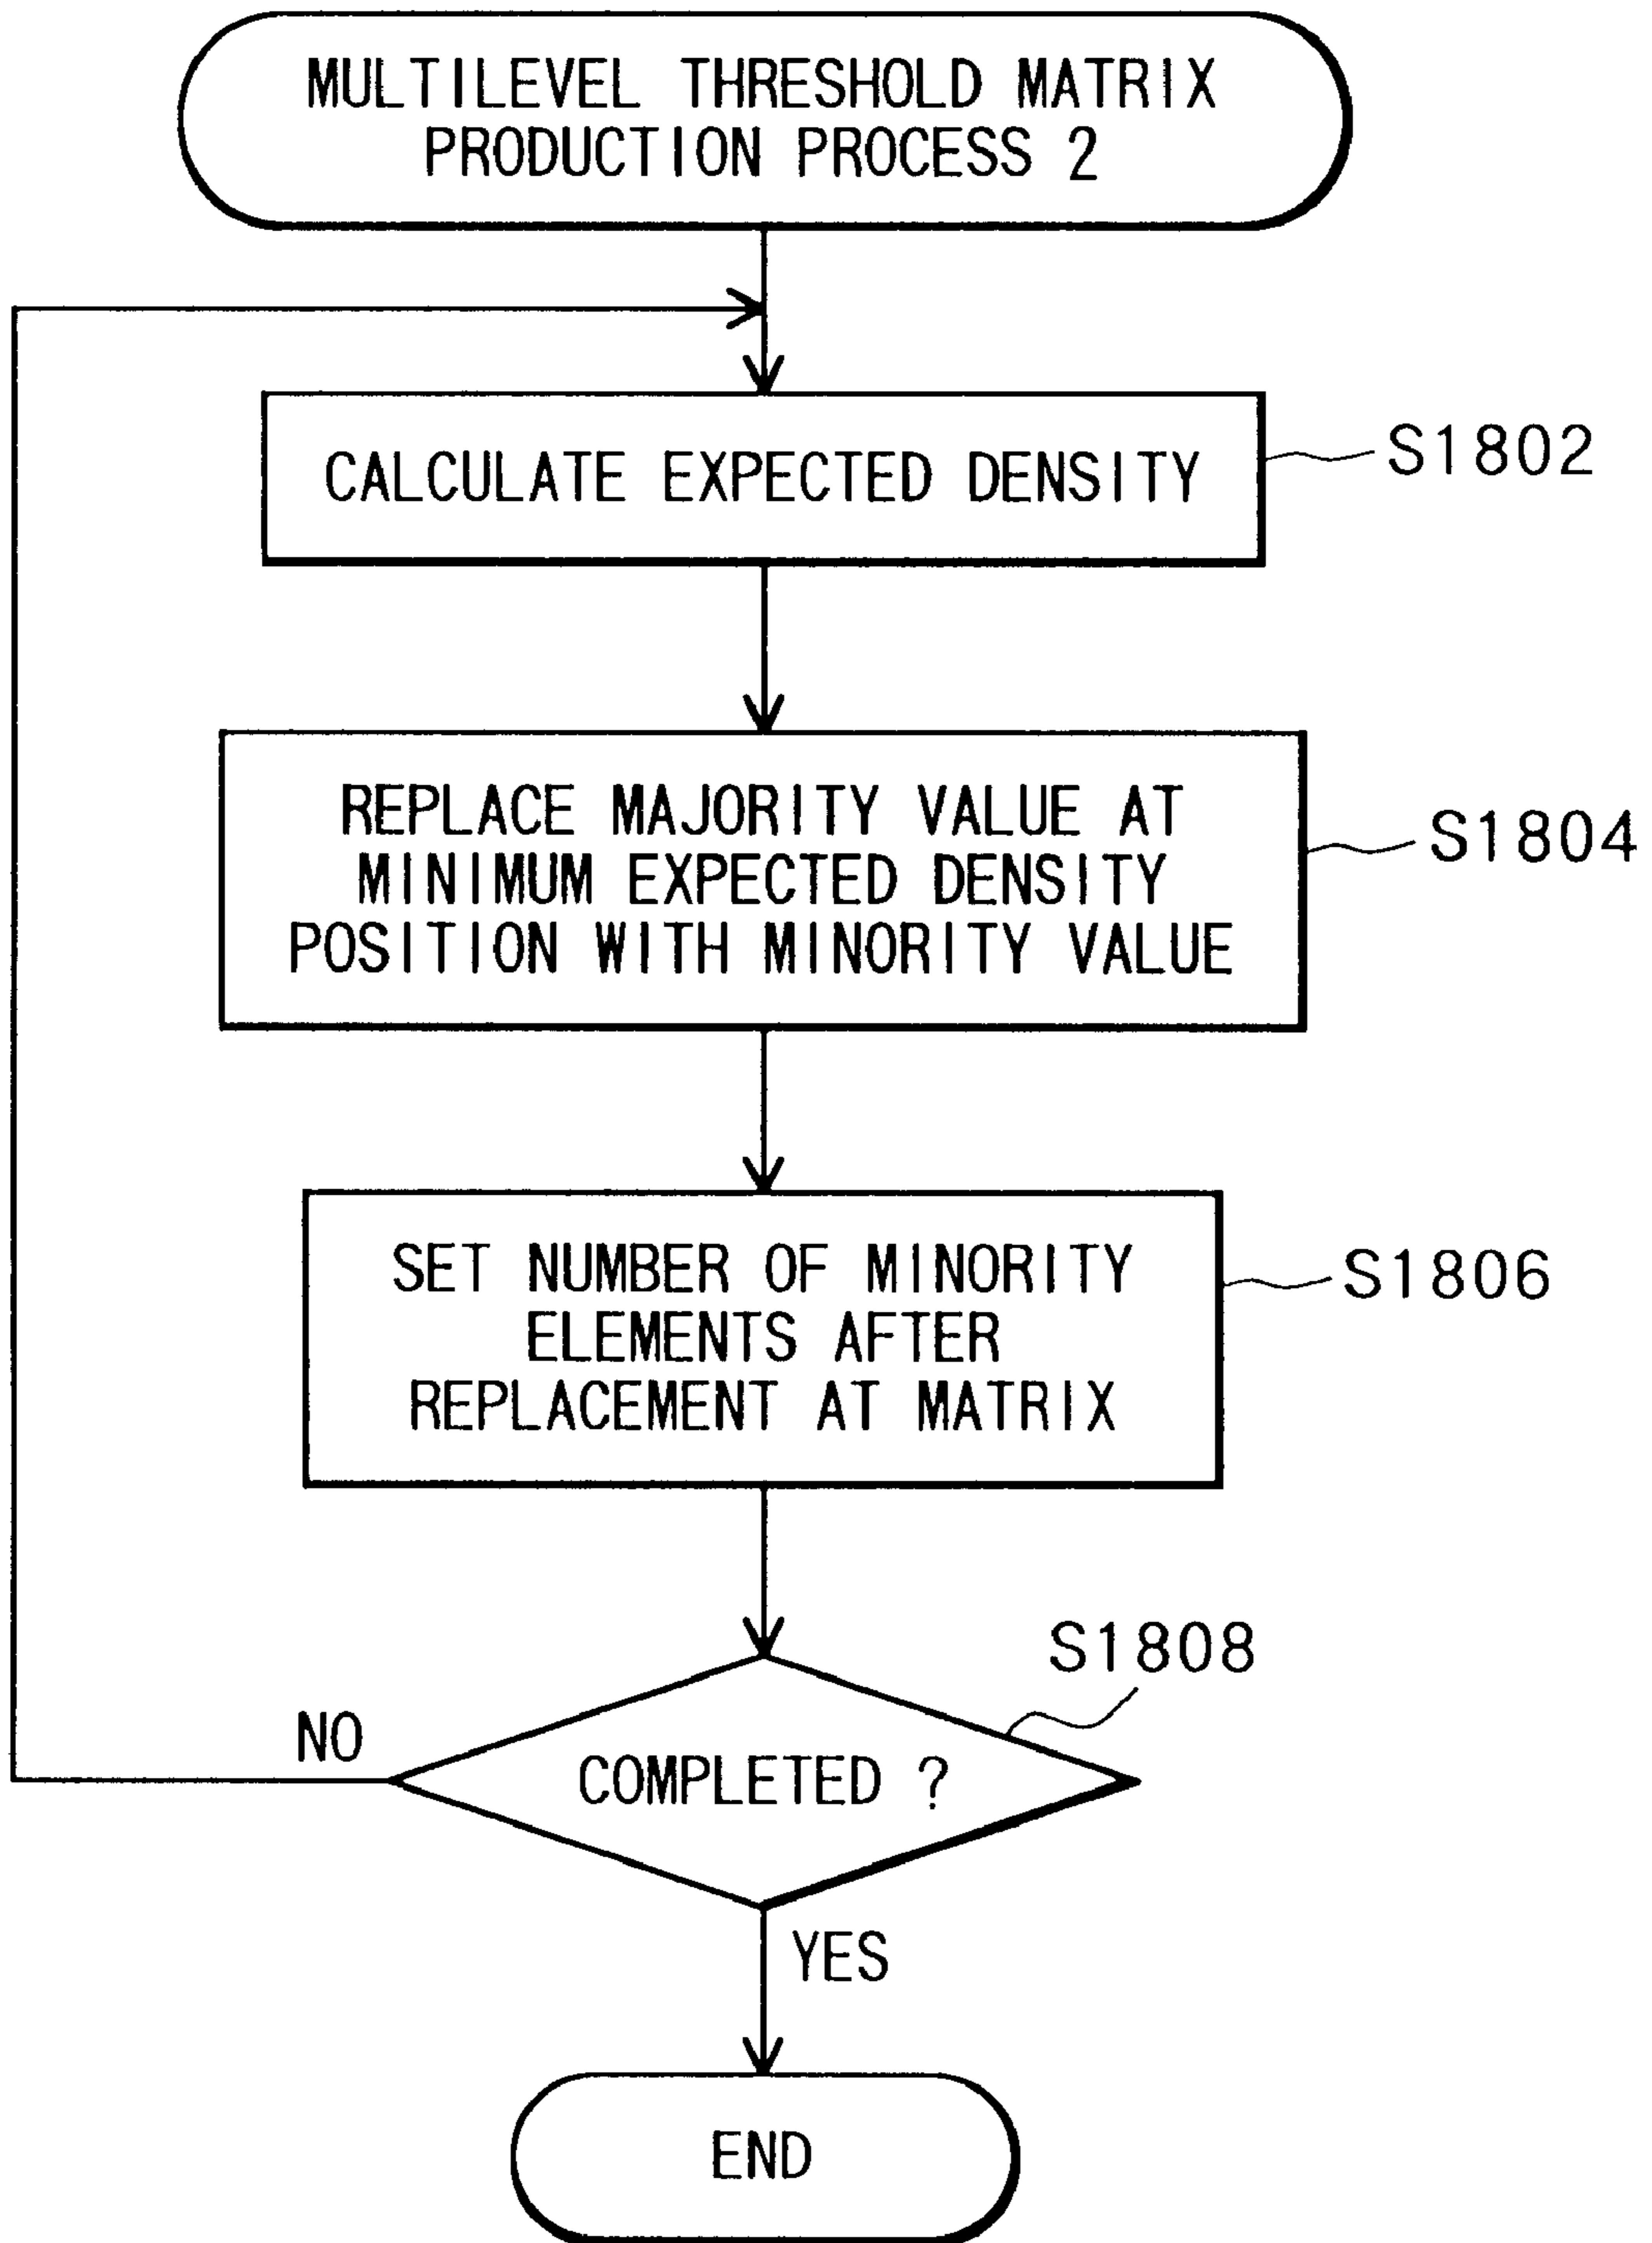 MULTILEVEL THRESHOLD MATRIX
PRODUCTION PROCESS 2
CALCULATE EXPECTED DENSITY
S1802
REPLACE MAJORITY VALUE AT
MINIMUM EXPECTED DENSITY
POSITION WITH MINORITY VALUE
S1804
SET NUMBER OF MINORITY
ELEMENTS AFTER
REPLACEMENT AT MATRIX
S1806
S1808
NO
COMPLETED ?
YES
END